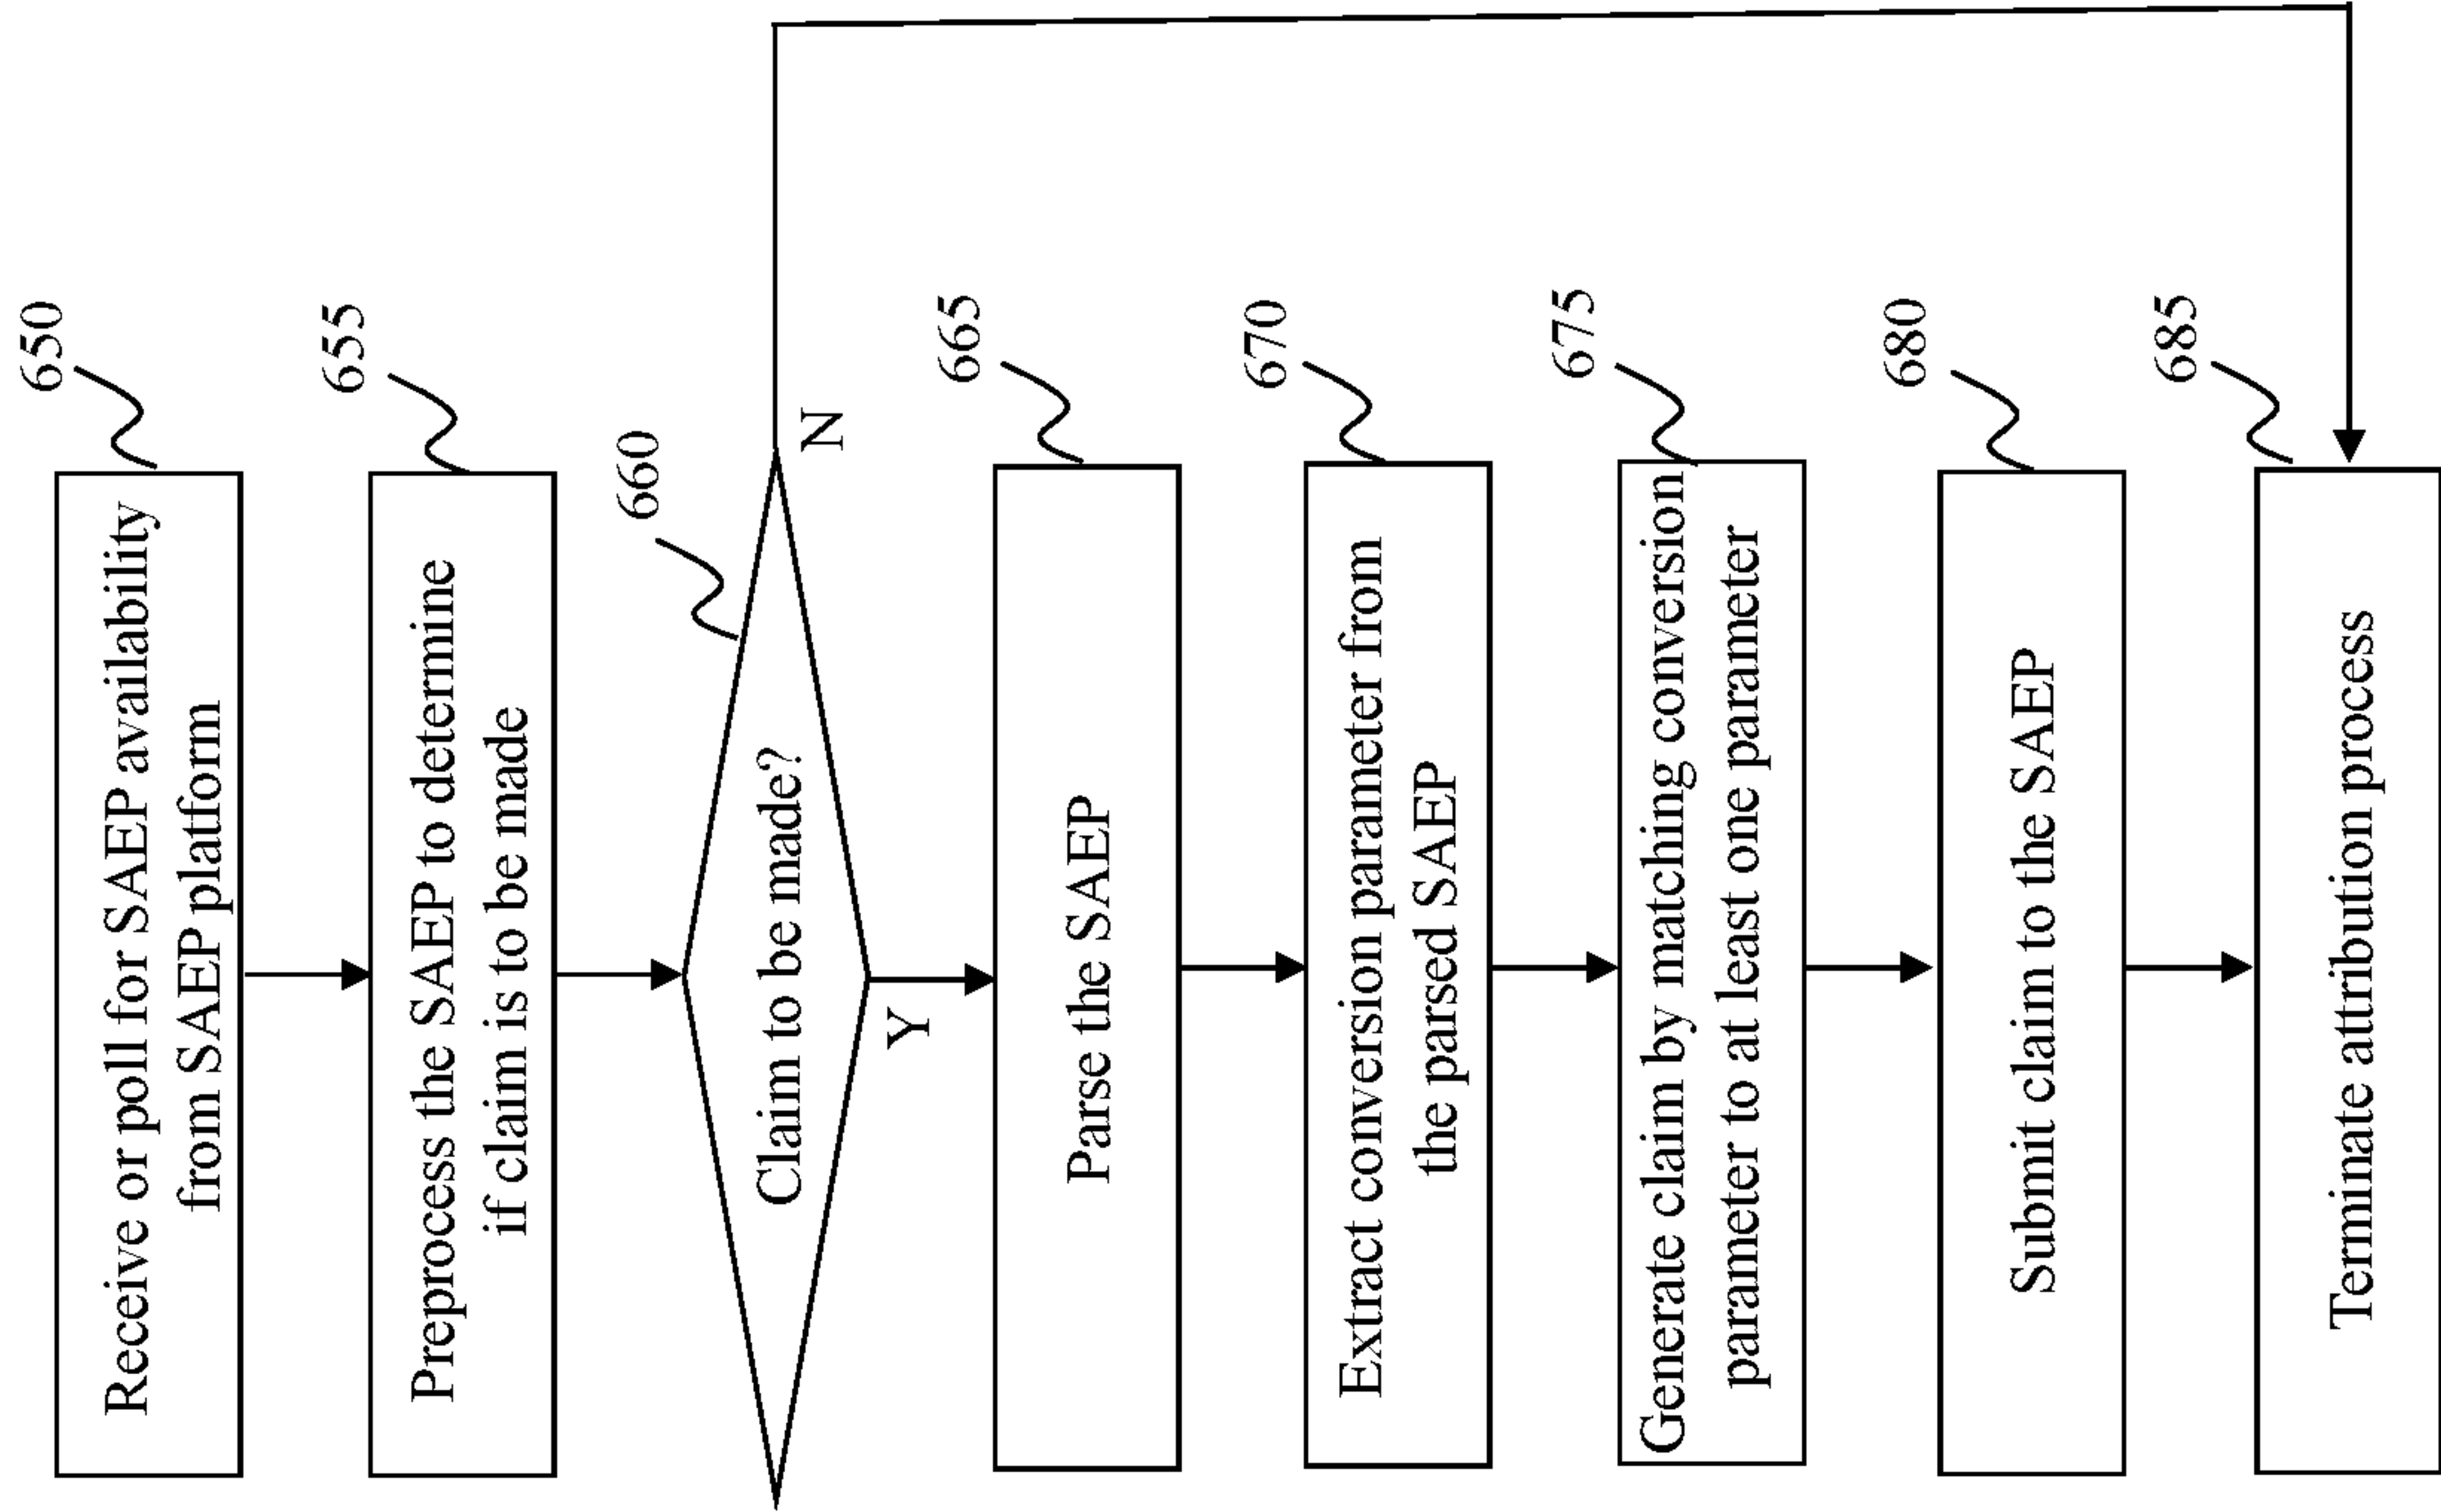 650
Receive or poll for SAEP availability
from SAEP platform
655
Preprocess the SAEP to determine
if claim is to be made
660
Claim to be made?
N
Y
665
Parse the SAEP
670
Extract conversion parameter from
the parsed SAEP
675
Generate claim by matching conversion
parameter to at least one parameter
680
Submit claim to the SAEP
685
Terminate attribution process